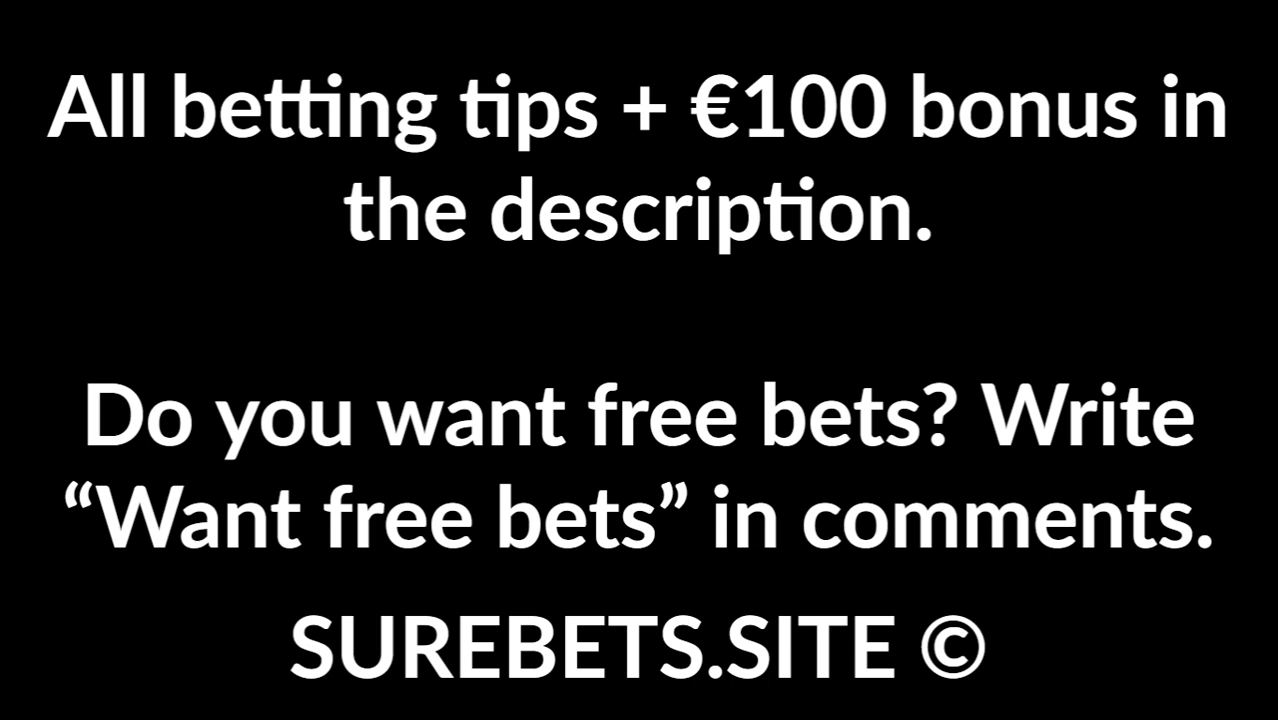 All betting tips + €100 bonus in
the description.
Do you want free bets? Write
“Want free bets” in comments.
SUREBETS.SITE ©